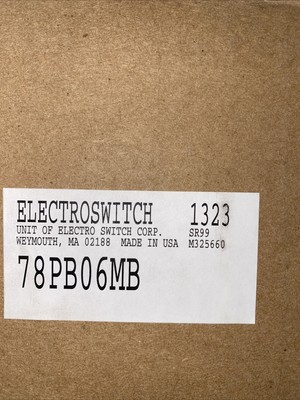 ELECTROSWITCH 1323
UNIT OF ELECTRO SWITCH CORP. SR99
WEYMOUTH, MA 02188 MADE IN USA M325660
78PB06MB